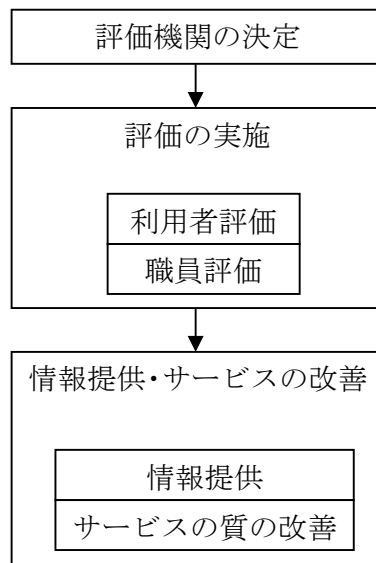 評価機関の決定
評価の実施
利用者評価
職員評価
情報提供・サービスの改善
情報提供
サービスの質の改善